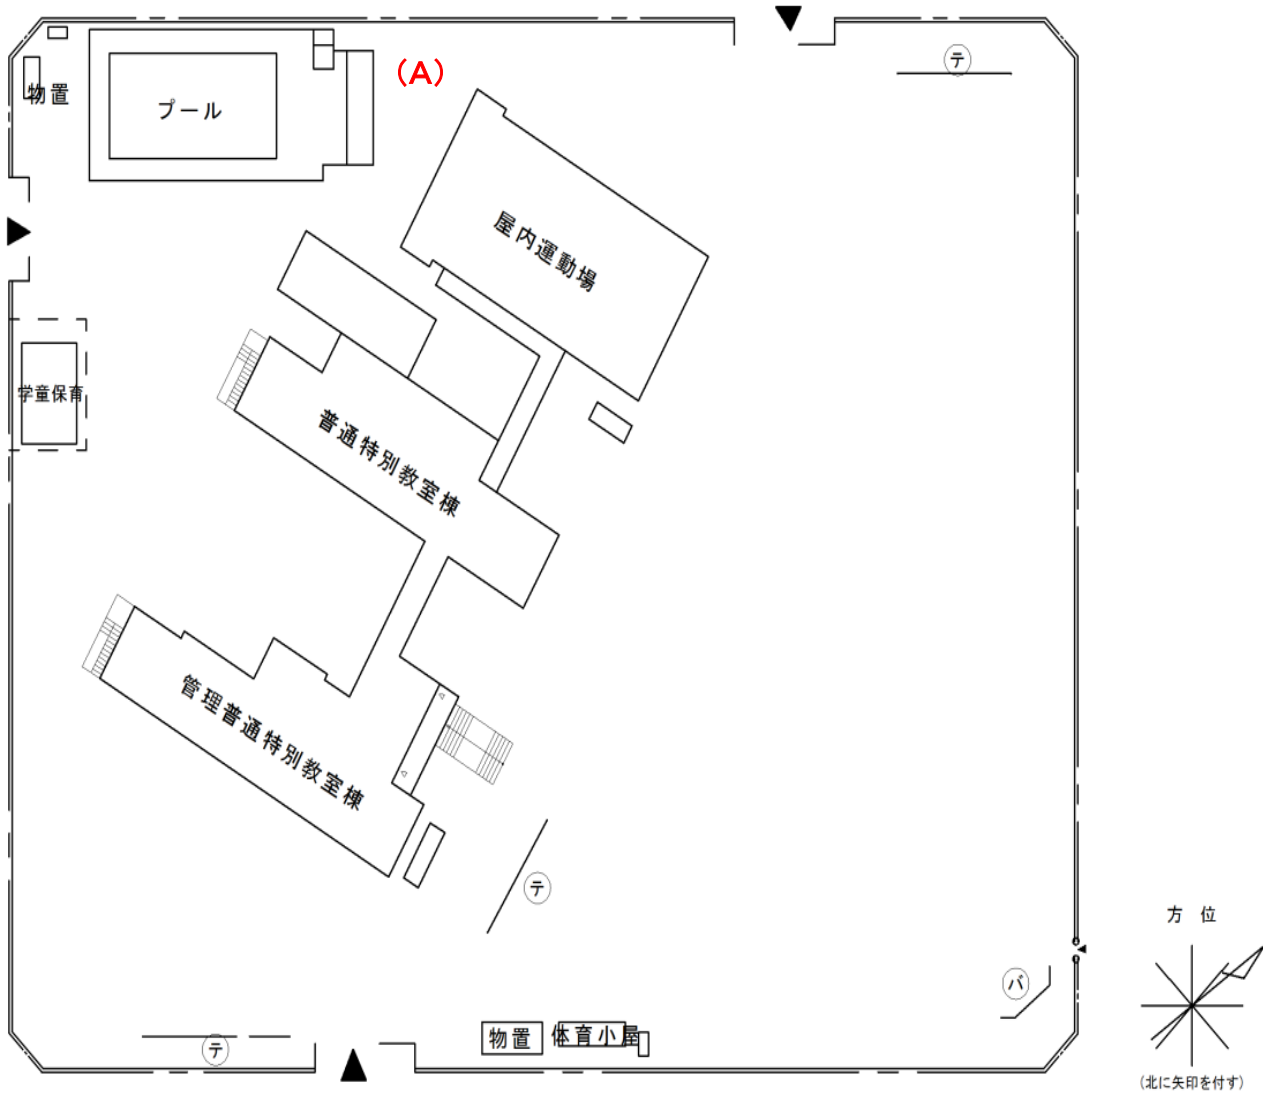 (A)
テ
物置
プール
屋内運動場
学童保育
普通特別教室棟
管理普通特別教室棟
テ
方 位
バ
物置
体育小屋
テ
(北に矢印を付す)